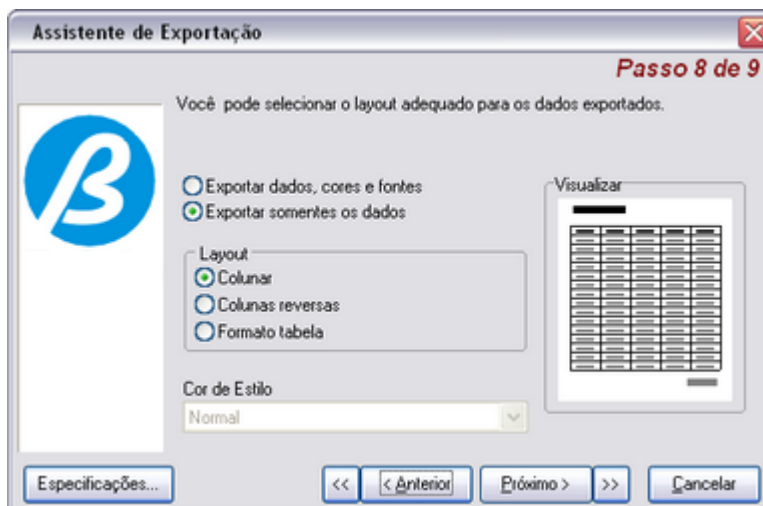 Assistente de Exportação
Passo 8 de 9
Você pode selecionar o layout adequado para os dados exportados.
Exportar dados, cores e fontes
Exportar somentes os dados
Visualizar
Layout
Colunar
Colunas reversas
Formato tabela
Cor de Estilo
Normal
Especificações... << < Anterior Próximo > >> Cancelar